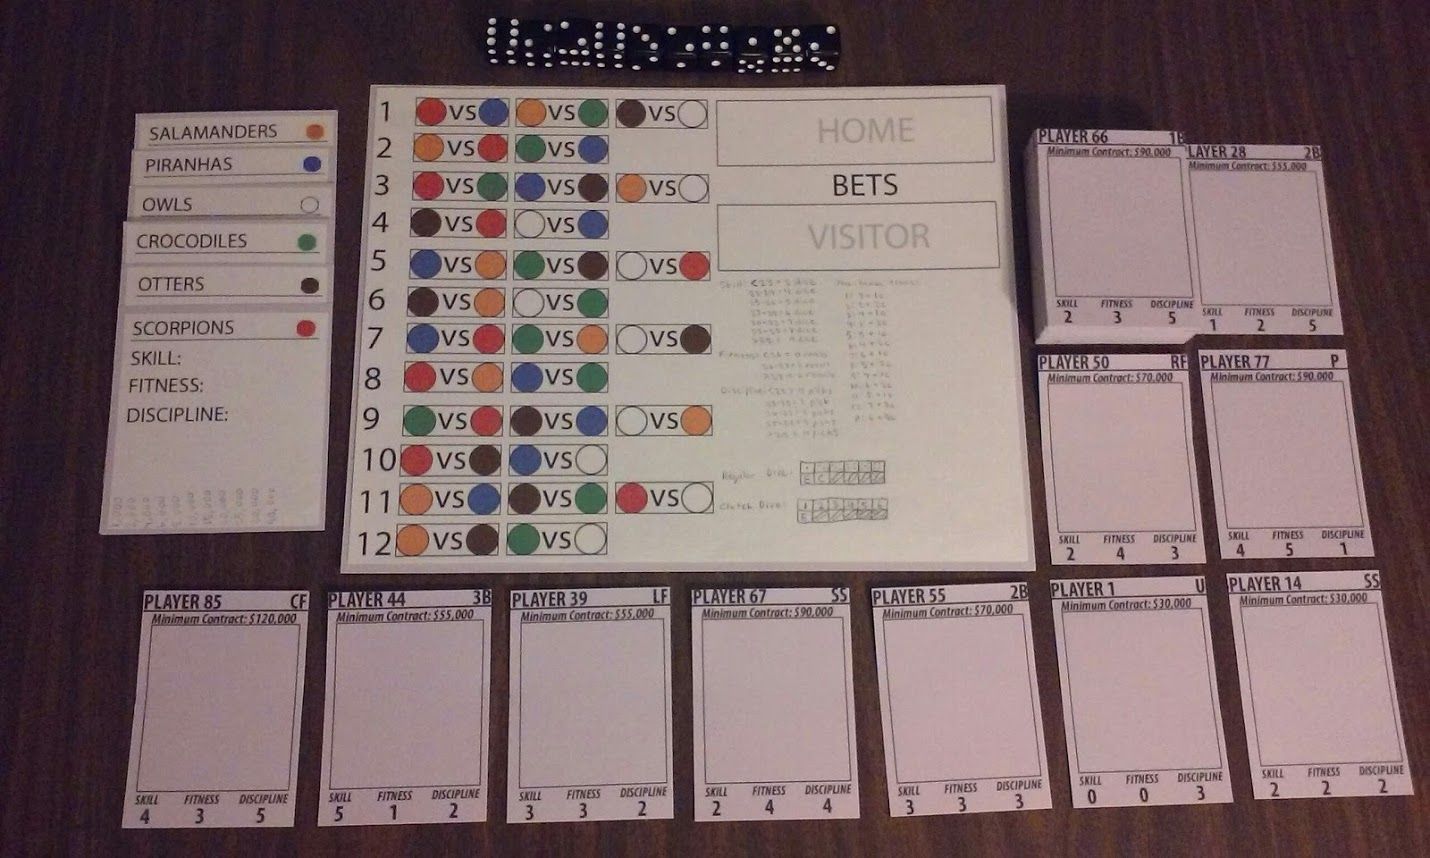 SALAMANDERS
PIRANHAS
OWLS
CROCODILES
OTTERS
SCORPIONS
SKILL:
FITNESS:
DISCIPLINE:
1 VS VS VS
2 VS VS
3 VS VS VS
4 VS VS
5 VS VS VS
6 VS VS
7 VS VS VS
8 VS VS
9 VS VS VS
10 VS VS
11 VS VS VS
12 VS VS
HOME
BETS
VISITOR
Regular Dice:
Clutch Dice:
PLAYER 66 1B
Minimum Contract: $90,000
SKILL FITNESS DISCIPLINE
2 3 5
LAYER 28 2B
Minimum Contract: $55,000
SKILL FITNESS DISCIPLINE
1 2 5
PLAYER 50 RF
Minimum Contract: $70,000
SKILL FITNESS DISCIPLINE
2 4 3
PLAYER 77 P
Minimum Contract: $90,000
SKILL FITNESS DISCIPLINE
4 5 1
PLAYER 85 CF
Minimum Contract: $120,000
SKILL FITNESS DISCIPLINE
4 3 5
PLAYER 44 3B
Minimum Contract: $55,000
SKILL FITNESS DISCIPLINE
5 1 2
PLAYER 39 LF
Minimum Contract: $55,000
SKILL FITNESS DISCIPLINE
3 3 2
PLAYER 67 SS
Minimum Contract: $90,000
SKILL FITNESS DISCIPLINE
2 4 4
PLAYER 55 2B
Minimum Contract: $70,000
SKILL FITNESS DISCIPLINE
3 3 3
PLAYER 1 U
Minimum Contract: $30,000
SKILL FITNESS DISCIPLINE
0 0 3
PLAYER 14 SS
Minimum Contract: $30,000
SKILL FITNESS DISCIPLINE
2 2 2